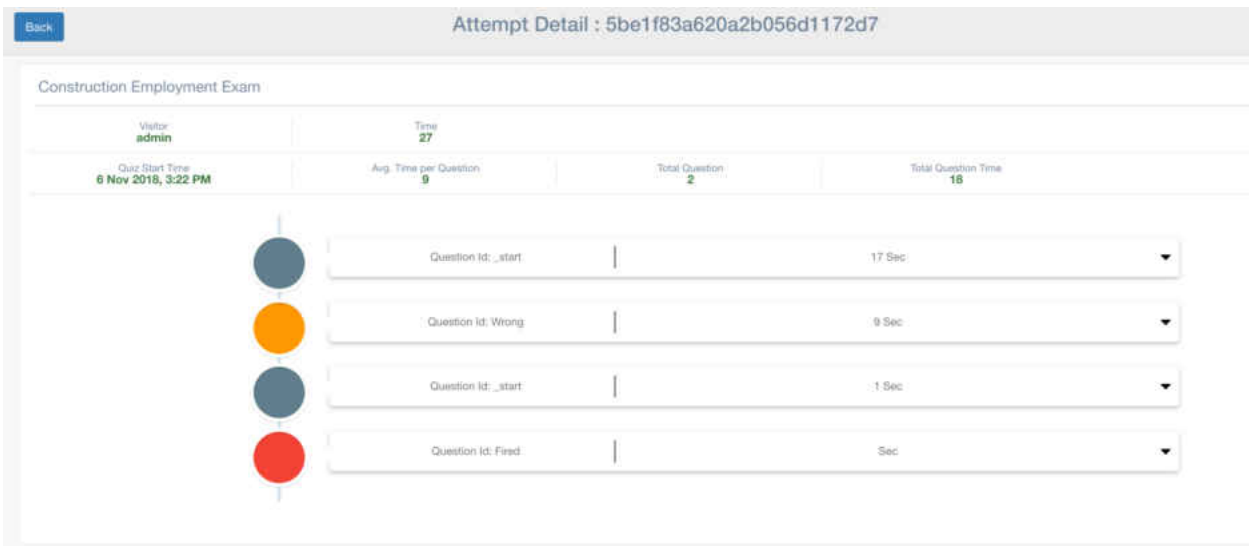 Back
Attempt Detail : 5be1f83a620a2b056d1172d7
Construction Employment Exam
Visitor
admin
Time
27
Quiz Start Time
6 Nov 2018, 3:22 PM
Avg. Time per Question
9
Total Question
2
Total Question Time
18
Question Id: _start
17 Sec
Question Id: Wrong
9 Sec
Question Id: _start
1 Sec
Question Id: Fired
Sec